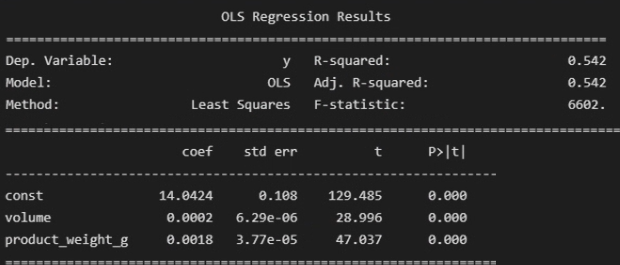 OLS Regression Results
==============================================================================
Dep. Variable: y R-squared: 0.542
Model: OLS Adj. R-squared: 0.542
Method: Least Squares F-statistic: 6602.
==============================================================================
coef std err t P>|t|
------------------------------------------------------------------------------
const 14.0424 0.108 129.485 0.000
volume 0.0002 6.29e-06 28.996 0.000
product_weight_g 0.0018 3.77e-05 47.037 0.000
==============================================================================